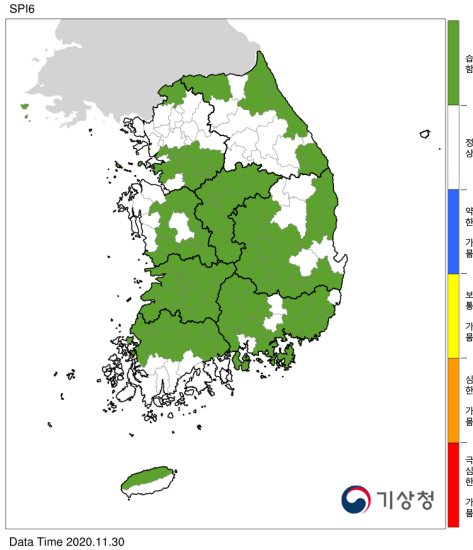 SPI6
습함
정상
약한 가뭄
보통 가뭄
심한 가뭄
극심한 가뭄
기상청
Data Time 2020.11.30